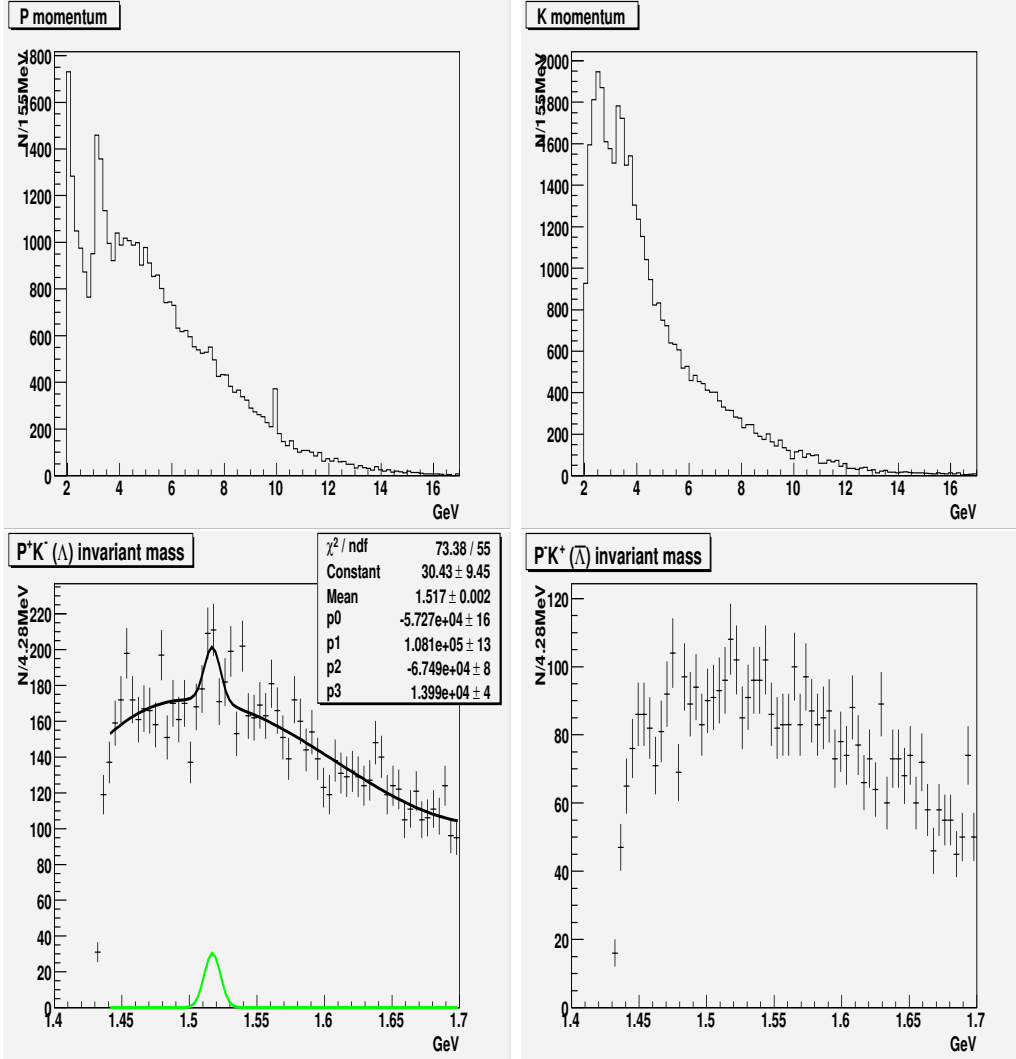 P momentum
N/155MeV
1800
1600
1400
1200
1000
800
600
400
200
0
2 4 6 8 10 12 14 16
GeV
K momentum
N/155MeV
2000
1800
1600
1400
1200
1000
800
600
400
200
0
2 4 6 8 10 12 14 16
GeV
P⁺K⁻ (Λ) invariant mass
χ² / ndf 73.38 / 55
Constant 30.43 ± 9.45
Mean 1.517 ± 0.002
p0 -5.727e+04 ± 16
p1 1.081e+05 ± 13
p2 -6.749e+04 ± 8
p3 1.399e+04 ± 4
N/4.28MeV
220
200
180
160
140
120
100
80
60
40
20
0
1.4 1.45 1.5 1.55 1.6 1.65 1.7
GeV
P⁻K⁺ (Λ̅) invariant mass
N/4.28MeV
120
100
80
60
40
20
0
1.4 1.45 1.5 1.55 1.6 1.65 1.7
GeV